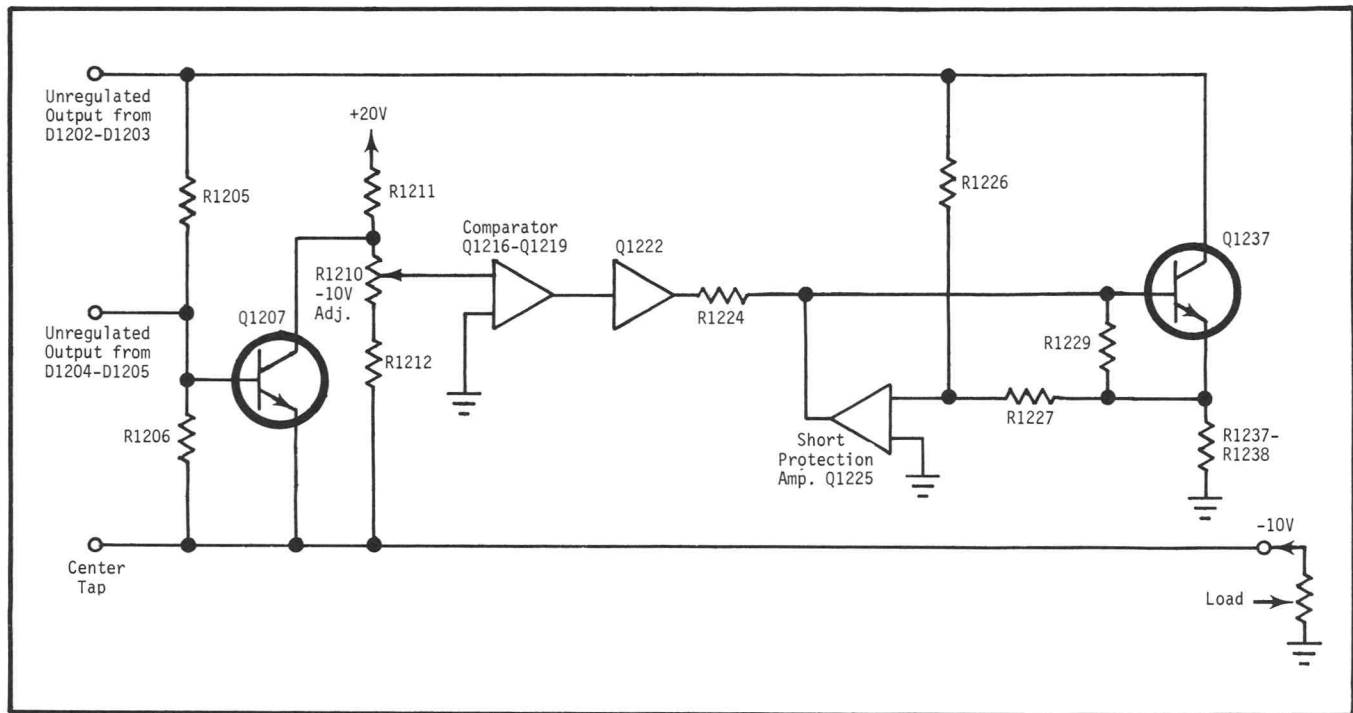 Unregulated
Output from
D1202-D1203
+20V
R1205
R1211
R1226
Comparator
Q1216-Q1219
Q1222
Q1237
R1210
-10V
Adj.
Unregulated
Output from
D1204-D1205
Q1207
R1224
R1229
R1212
R1227
R1206
Short
Protection
Amp. Q1225
R1237-
R1238
-10V
Center
Tap
Load